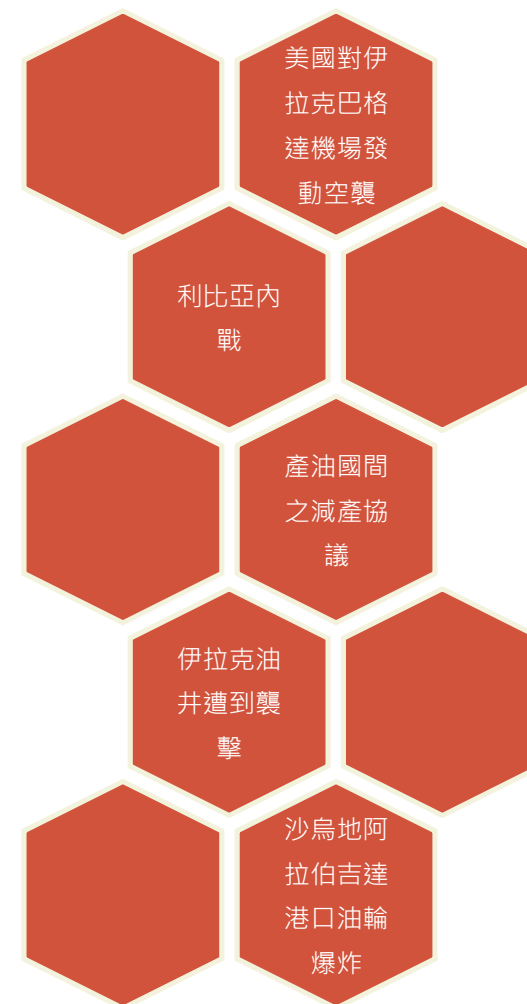 美國對伊
拉克巴格
達機場發
動空襲
利比亞內
戰
產油國間
之減產協
議
伊拉克油
井遭到襲
擊
沙烏地阿
拉伯吉達
港口油輪
爆炸